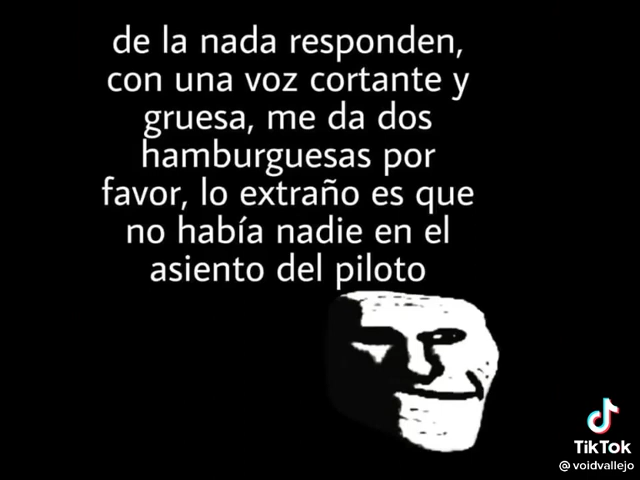 de la nada responden,
con una voz cortante y
gruesa, me da dos
hamburguesas por
favor, lo extraño es que
no había nadie en el
asiento del piloto
TikTok
@voidvallejo